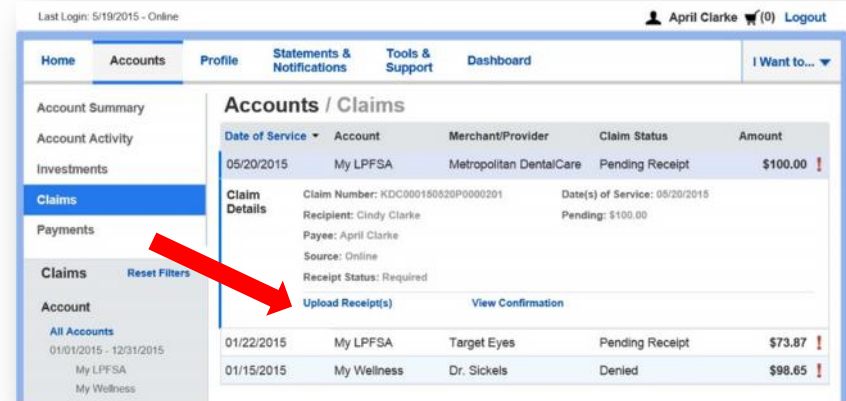 Last Login: 5/19/2015 - Online
April Clarke (0) Logout
Home Accounts Profile Statements & Notifications Tools & Support Dashboard I Want to...
Account Summary
Account Activity
Investments
Claims
Payments
Claims Reset Filters
Account
All Accounts
01/01/2015 - 12/31/2015
My LPFSA
My Wellness
Accounts / Claims
Date of Service Account Merchant/Provider Claim Status Amount
05/20/2015 My LPFSA Metropolitan DentalCare Pending Receipt $100.00 !
Claim Details
Claim Number: KDC000150520P0000201 Date(s) of Service: 05/20/2015
Recipient: Cindy Clarke Pending: $100.00
Payee: April Clarke
Source: Online
Receipt Status: Required
Upload Receipt(s) View Confirmation
01/22/2015 My LPFSA Target Eyes Pending Receipt $73.87 !
01/15/2015 My Wellness Dr. Sickels Denied $98.65 !